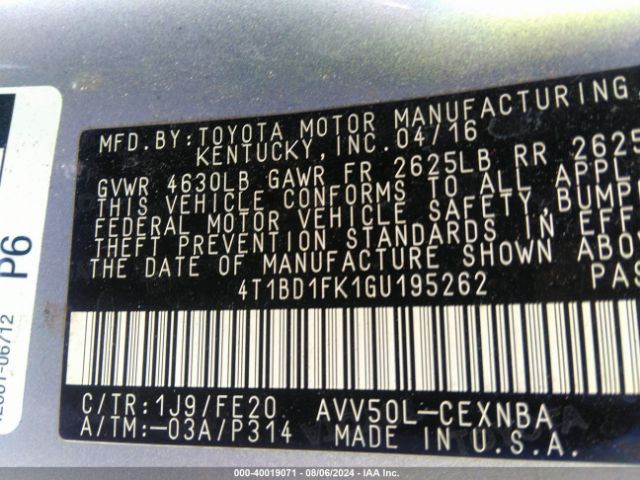 MFD.BY:TOYOTA MOTOR MANUFACTURING,
KENTUCKY,INC.04/16
GVWR 4630LB GAWR FR 2625LB RR 2625
THIS VEHICLE CONFORMS TO ALL APPL
FEDERAL MOTOR VEHICLE SAFETY,BUMP
THEFT PREVENTION STANDARDS IN EFF
THE DATE OF MANUFACTURE SHOWN ABO
4T1BD1FK1GU195262 PAS
C/TR:1J9/FE20 AVV50L-CEXNBA
A/TM:-03A/P314 MADE IN U.S.A.
P6
000-40019071 - 08/06/2024 - IAA Inc.